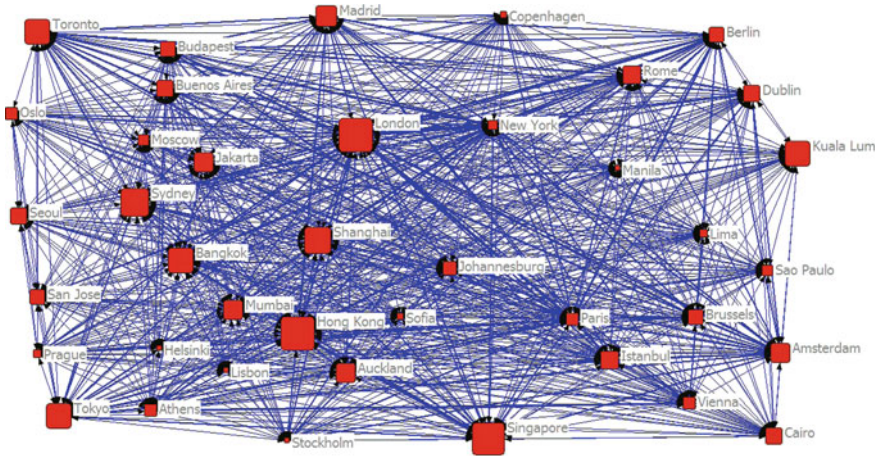 Toronto
Madrid
Copenhagen
Berlin
Budapest
Rome
Buenos Aires
Dublin
Oslo
London
New York
Moscow
Jakarta
Kuala Lum
Manila
Sydney
Seoul
Shanghai
Lima
Bangkok
Johannesburg
Sao Paulo
San Jose
Mumbai
Hong Kong
Sofia
Paris
Brussels
Prague
Helsinki
Lisbon
Auckland
Istanbul
Amsterdam
Tokyo
Athens
Vienna
Stockholm
Singapore
Cairo